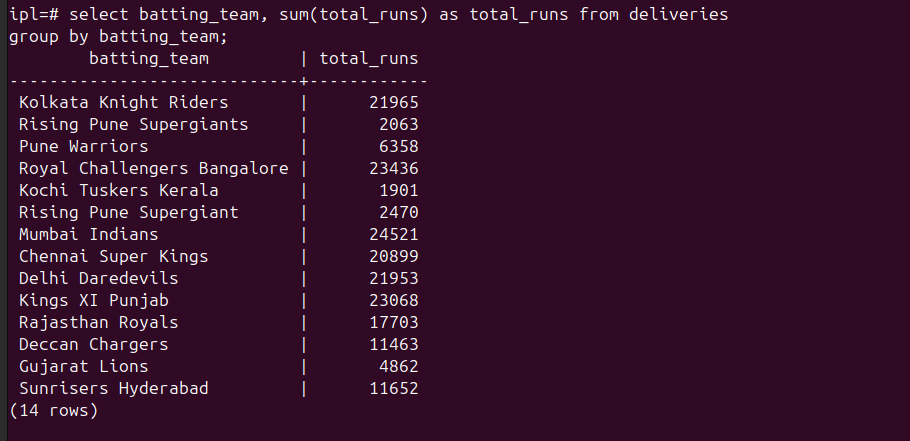 ipl=# select batting_team, sum(total_runs) as total_runs from deliveries
group by batting_team;
        batting_team         | total_runs
-----------------------------+------------
 Kolkata Knight Riders       |      21965
 Rising Pune Supergiants     |       2063
 Pune Warriors               |       6358
 Royal Challengers Bangalore |      23436
 Kochi Tuskers Kerala        |       1901
 Rising Pune Supergiant      |       2470
 Mumbai Indians              |      24521
 Chennai Super Kings         |      20899
 Delhi Daredevils            |      21953
 Kings XI Punjab             |      23068
 Rajasthan Royals            |      17703
 Deccan Chargers             |      11463
 Gujarat Lions               |       4862
 Sunrisers Hyderabad         |      11652
(14 rows)